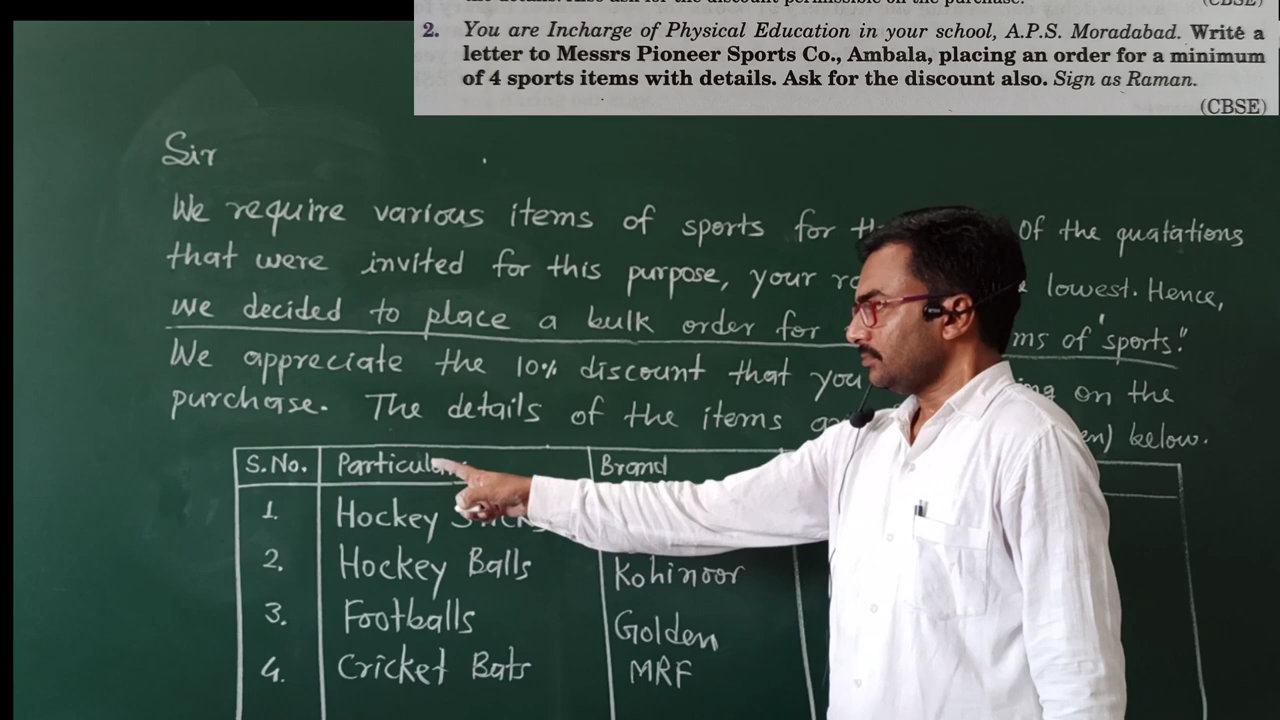 (CBSE)
2. You are Incharge of Physical Education in your school, A.P.S. Moradabad. Write a
letter to Messrs Pioneer Sports Co., Ambala, placing an order for a minimum
of 4 sports items with details. Ask for the discount also. Sign as Raman.
(CBSE)
Sir
We require various items of sports for of the quatations
that were invited for this purpose, your lowest. Hence,
we decided to place a bulk order for of 'sports."
We appreciate the 10% discount that you on the
purchase. The details of the items below.
S.No. Brand
1. Hockey
2. Hockey Balls Kohinoor
3. Footballs Golden
4. Cricket Bats MRF